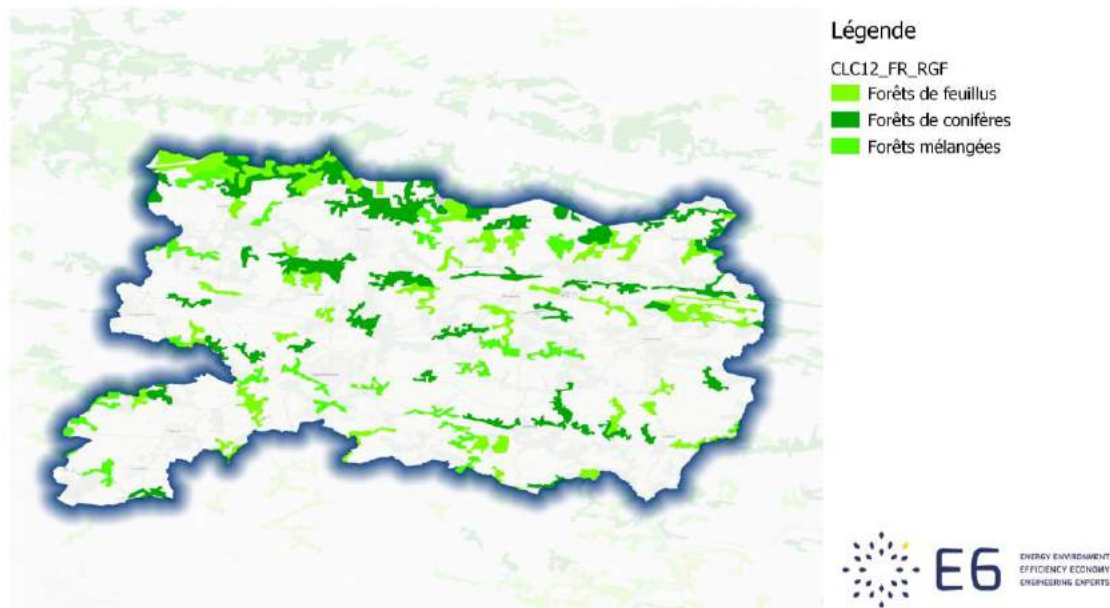 Légende
CLC12_FR_RGF
Forêts de feuillus
Forêts de conifères
Forêts mélangées
E6
ENERGY ENVIRONMENT
EFFICIENCY ECONOMY
ENGINEERING EXPERTS